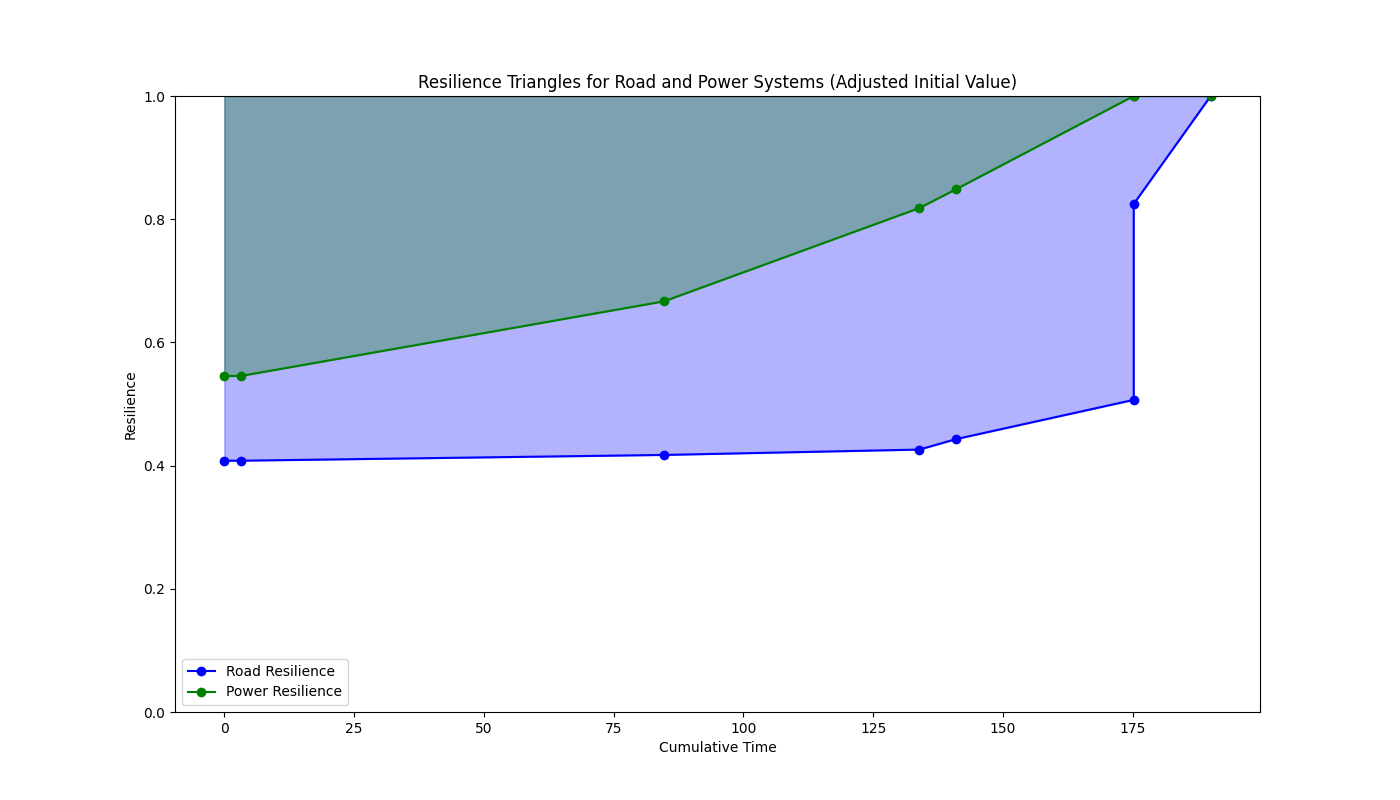 Resilience Triangles for Road and Power Systems (Adjusted Initial Value)
1.0
0.8
0.6
0.4
0.2
0.0
Resilience
Road Resilience
Power Resilience
0 25 50 75 100 125 150 175
Cumulative Time